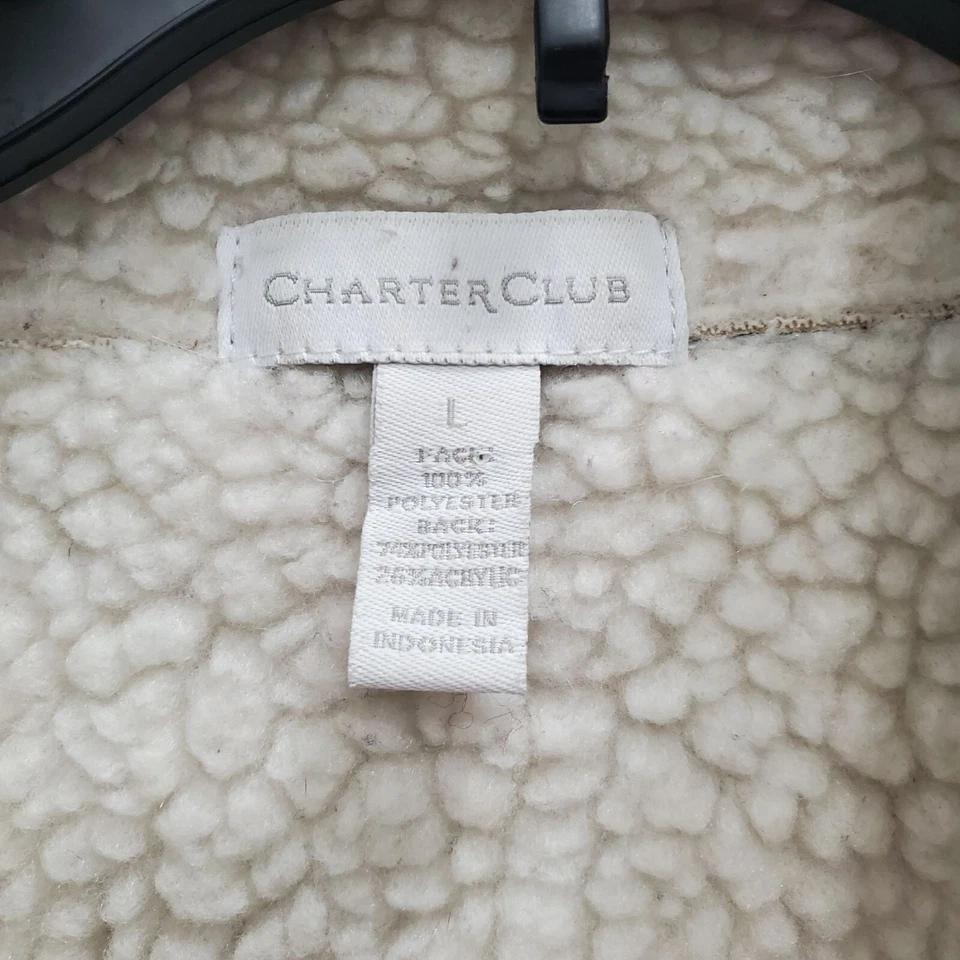 CHARTER CLUB
L
FACE:
100%
POLYESTER
BACK:
74%POLYESTER
26%ACRYLIC
MADE IN
INDONESIA